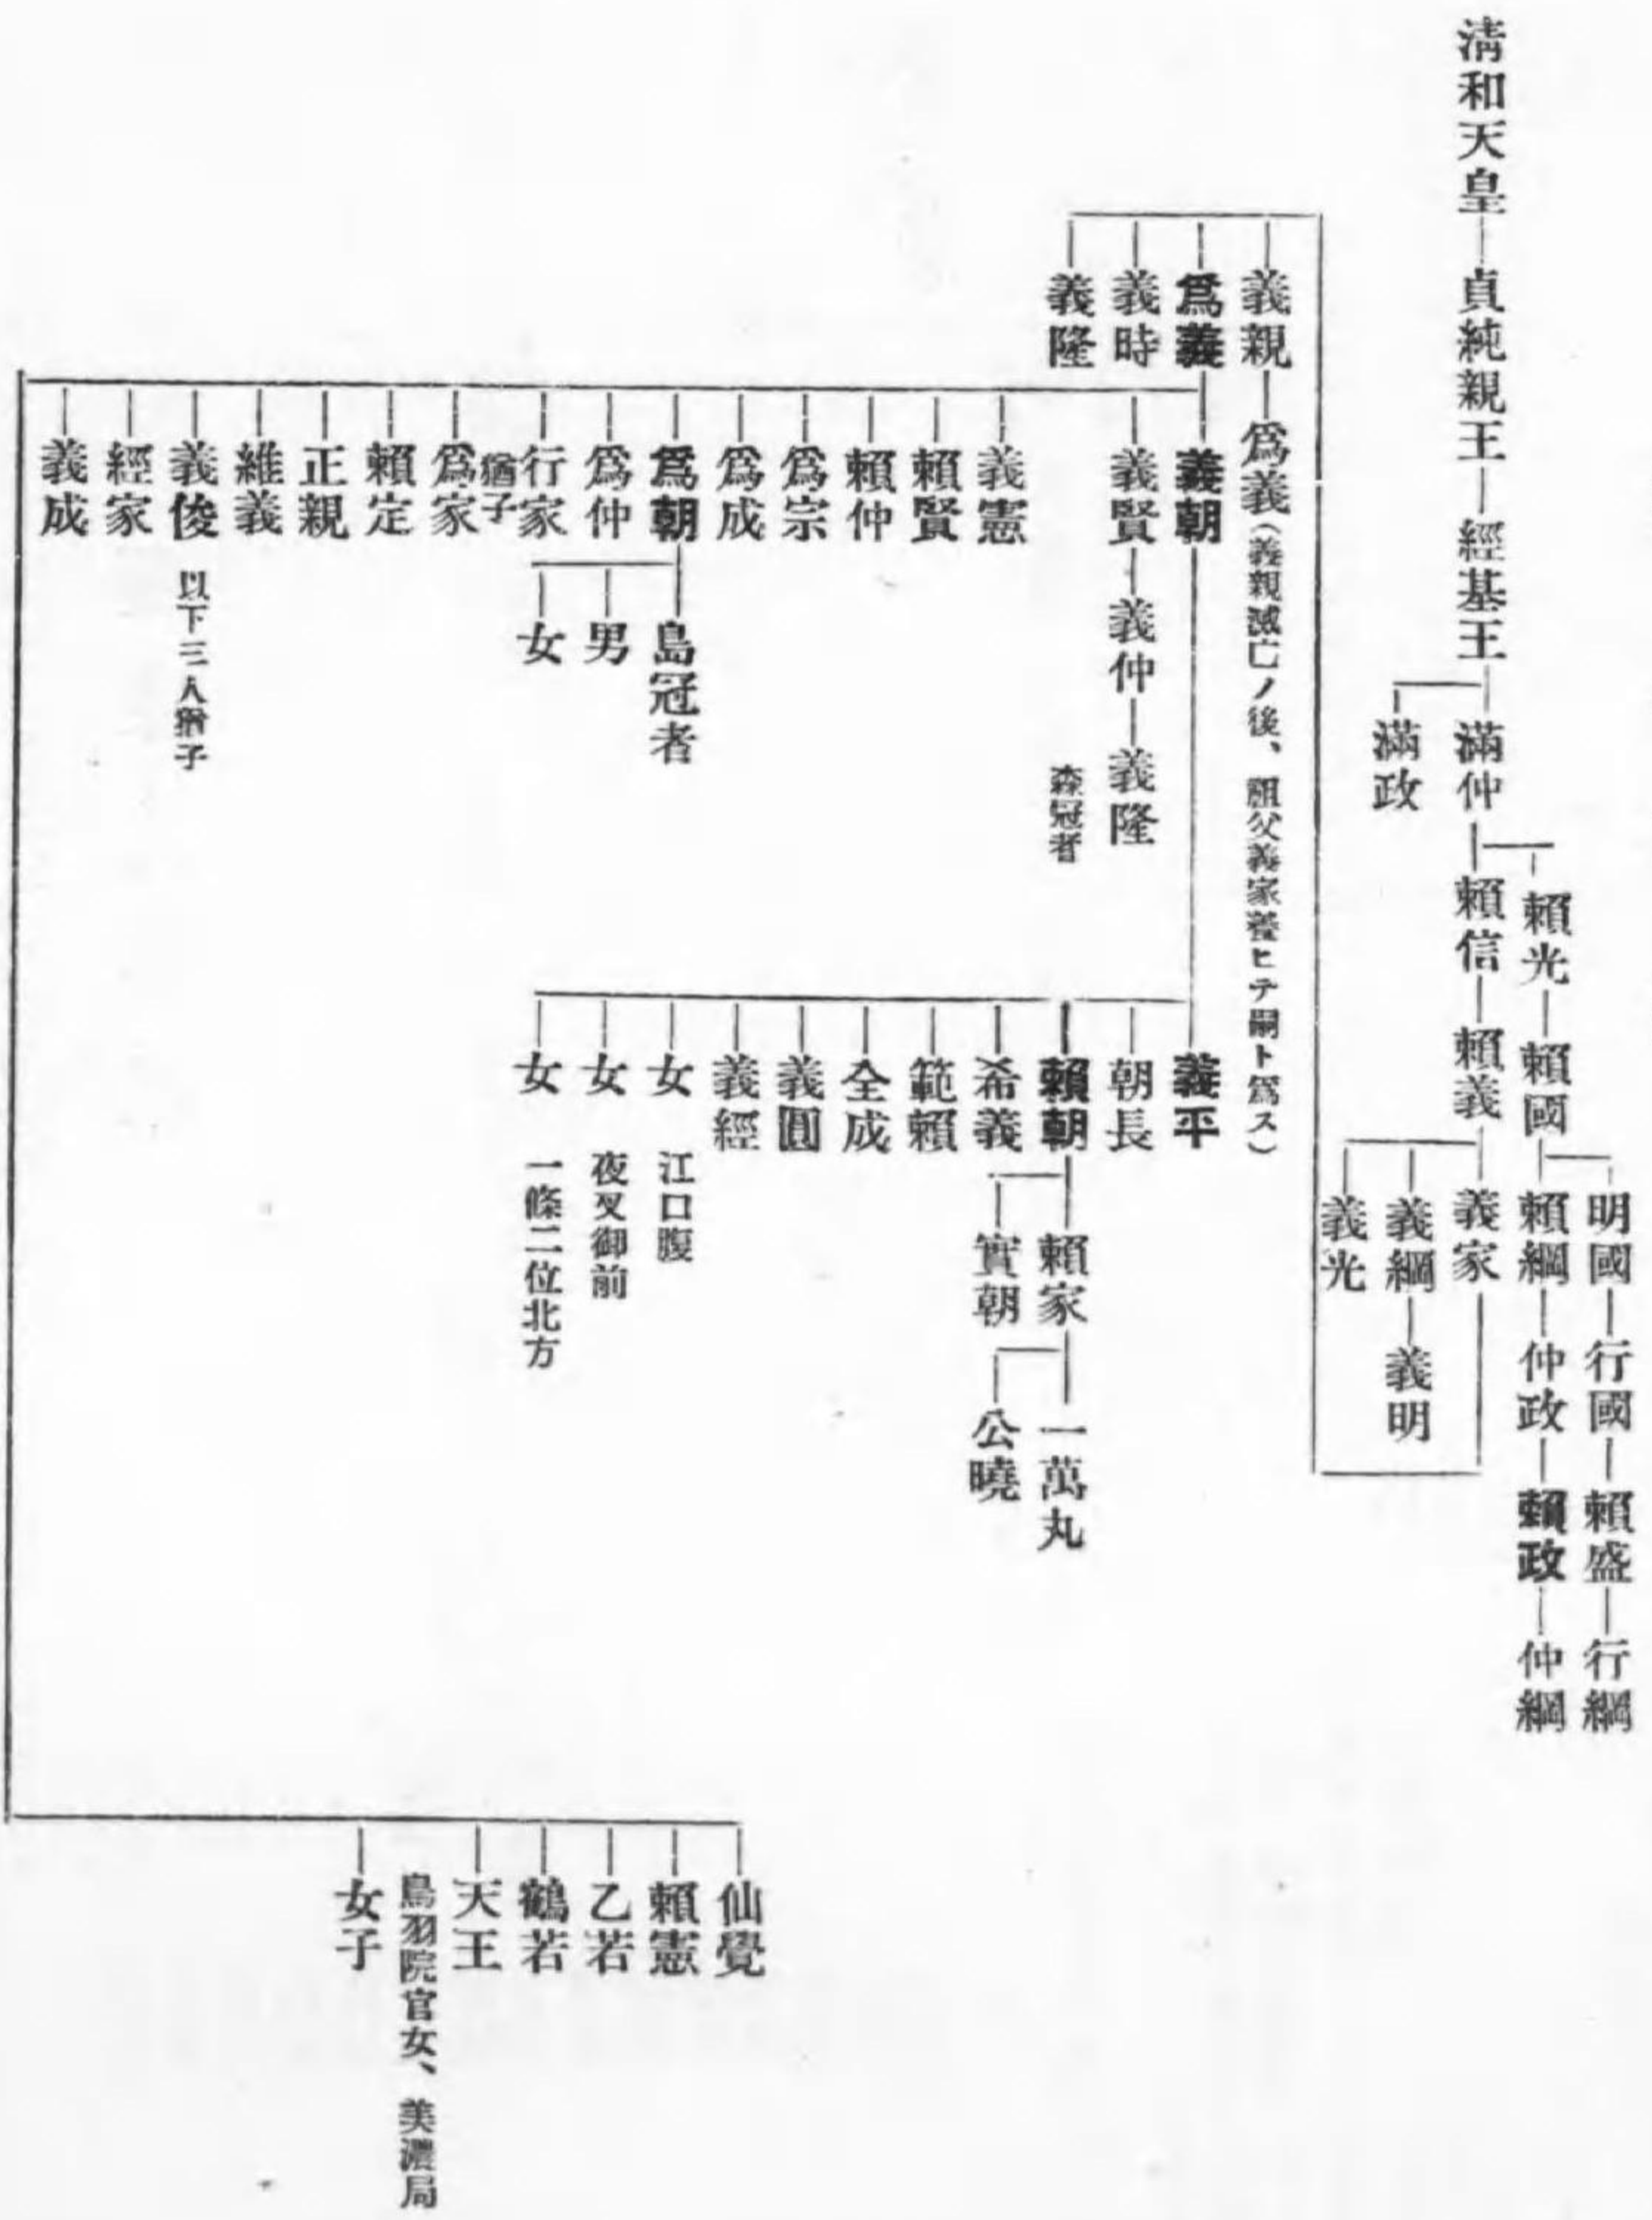 清和天皇
貞純親王
經基王
滿仲
滿政
賴光
賴國
明國
行國
賴盛
行綱
賴綱
仲政
賴政
仲綱
賴信
賴義
義家
義綱
義明
義光
義親
爲義(義親滅亡ノ後、祖父義家養ヒテ嗣ト爲ス)
爲義
義時
義隆
義朝
義平
朝長
賴朝
賴家
一萬丸
公曉
實朝
希義
範賴
全成
義圓
義經
女 江口腹
女 夜叉御前
女 一條二位北方
義賢
義仲
義隆
森冠者
義憲
賴賢
賴仲
爲宗
爲成
爲朝
島冠者
男
女
爲仲
行家
猶子
爲家
賴定
正親
維義
義俊 以下三人猶子
經家
義成
仙覺
賴憲
乙若
鶴若
天王
鳥羽院官女、美濃局
女子